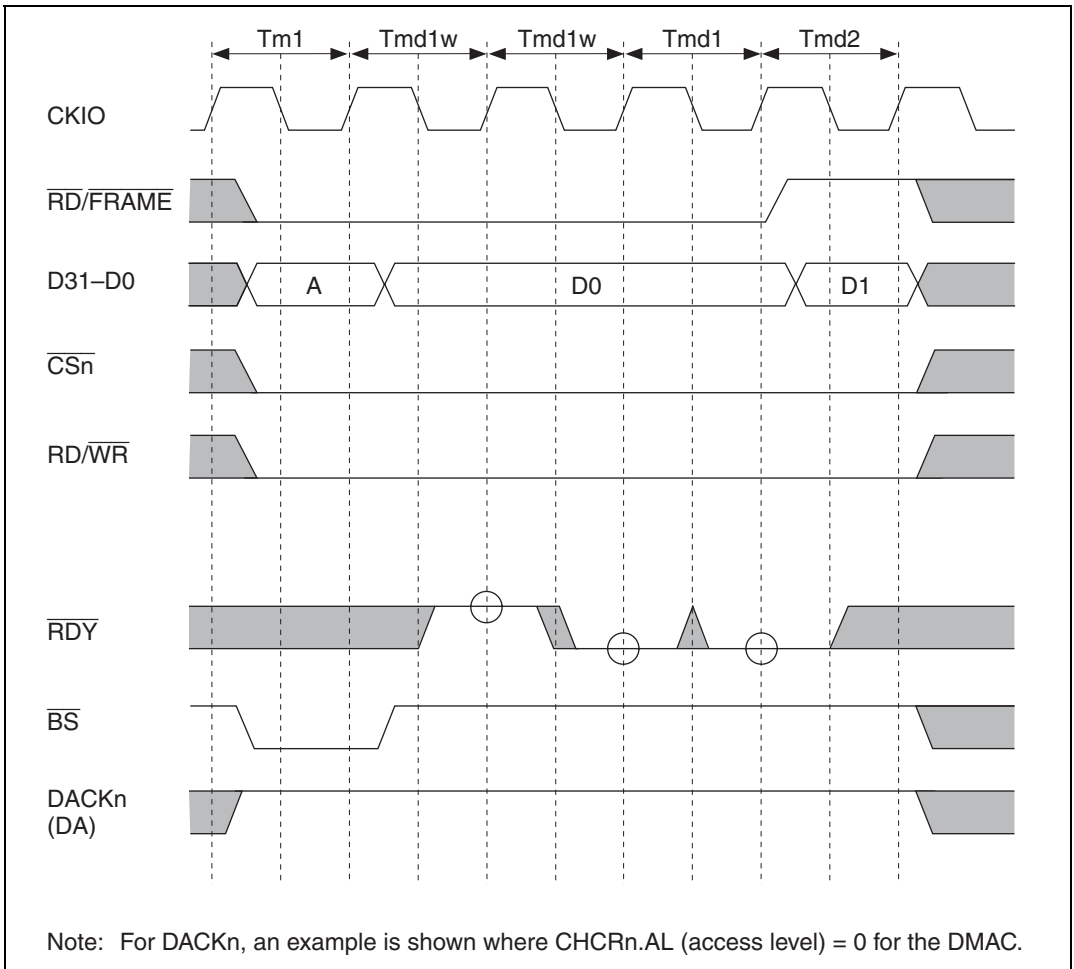 Tm1 Tmd1w Tmd1w Tmd1 Tmd2
CKIO
RD/FRAME
D31–D0 A D0 D1
CSn
RD/WR
RDY
BS
DACKn
(DA)
Note: For DACKn, an example is shown where CHCRn.AL (access level) = 0 for the DMAC.